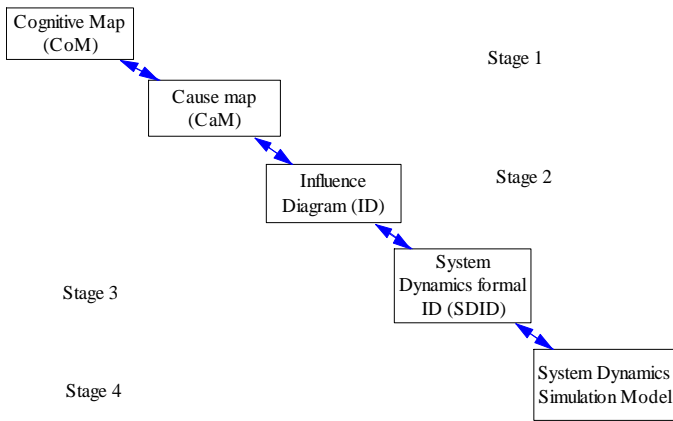 Cognitive Map
(CoM)
Stage 1
Cause map
(CaM)
Stage 2
Influence
Diagram (ID)
System
Dynamics formal
ID (SDID)
Stage 3
System Dynamics
Simulation Model
Stage 4